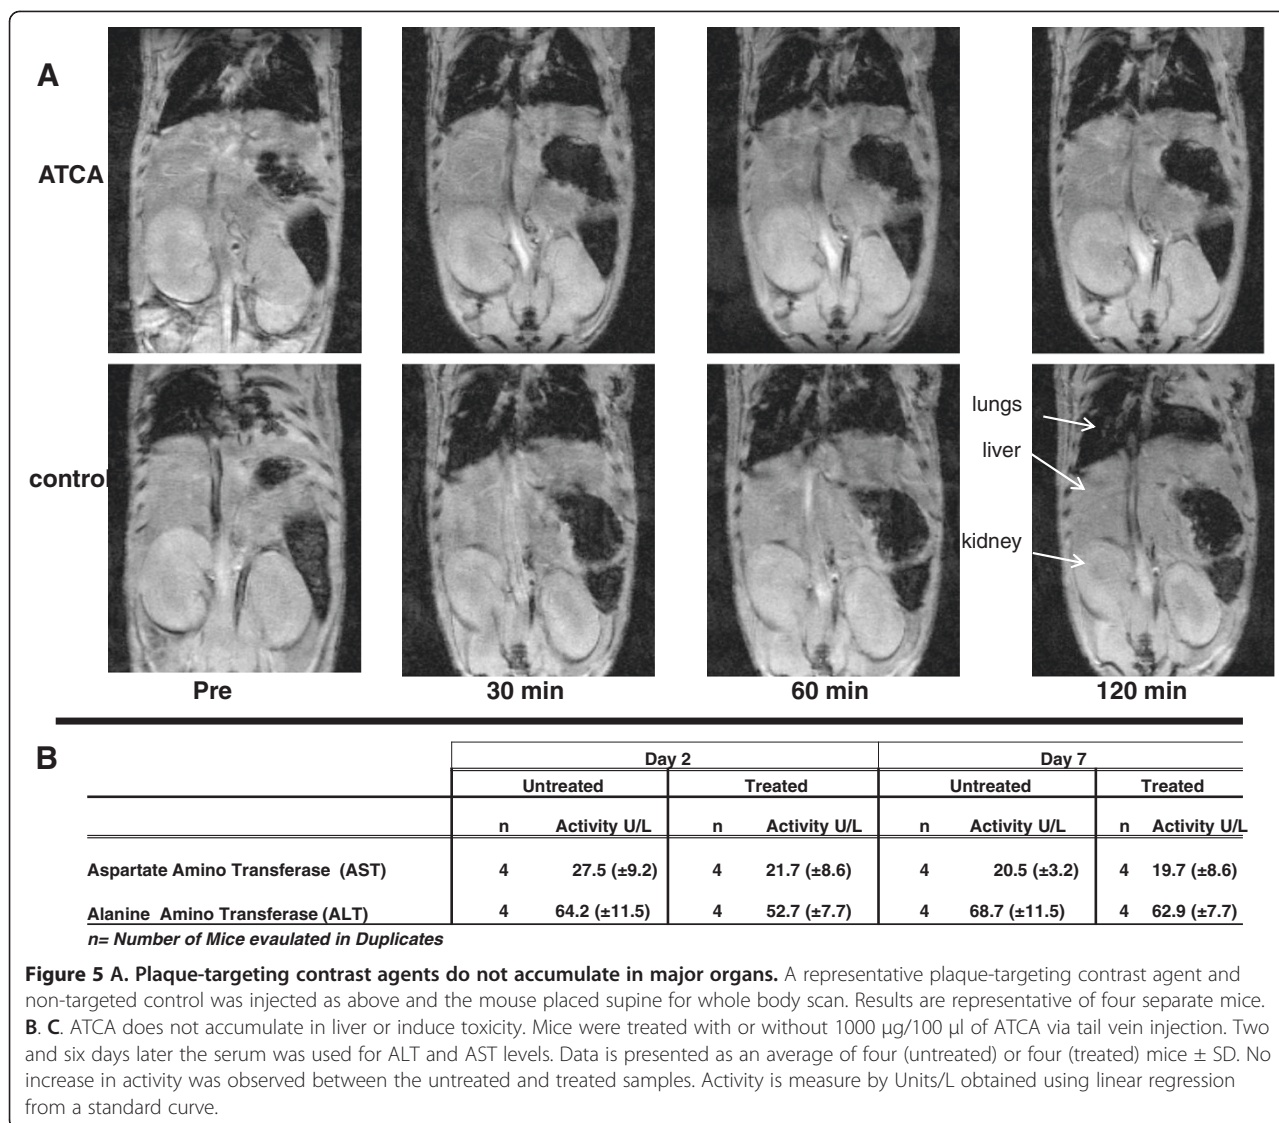 A
ATCA
control
lungs
liver
kidney
Pre 30 min 60 min 120 min
B
Day 2 Day 7
Untreated Treated Untreated Treated
n Activity U/L n Activity U/L n Activity U/L n Activity U/L
Aspartate Amino Transferase (AST) 4 27.5 (±9.2) 4 21.7 (±8.6) 4 20.5 (±3.2) 4 19.7 (±8.6)
Alanine Amino Transferase (ALT) 4 64.2 (±11.5) 4 52.7 (±7.7) 4 68.7 (±11.5) 4 62.9 (±7.7)
n= Number of Mice evaulated in Duplicates
Figure 5 A. Plaque-targeting contrast agents do not accumulate in major organs. A representative plaque-targeting contrast agent and
non-targeted control was injected as above and the mouse placed supine for whole body scan. Results are representative of four separate mice.
B. C. ATCA does not accumulate in liver or induce toxicity. Mice were treated with or without 1000 μg/100 μl of ATCA via tail vein injection. Two
and six days later the serum was used for ALT and AST levels. Data is presented as an average of four (untreated) or four (treated) mice ± SD. No
increase in activity was observed between the untreated and treated samples. Activity is measure by Units/L obtained using linear regression
from a standard curve.